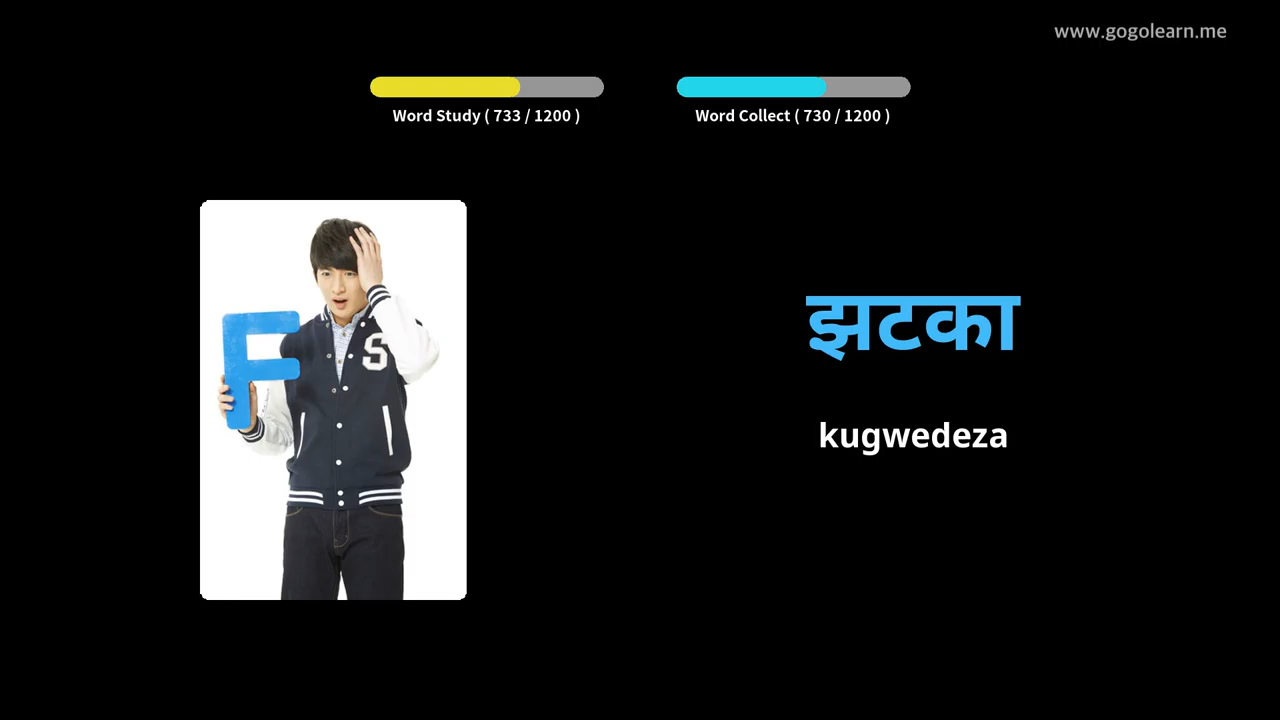 www.gogolearn.me
Word Study ( 733 / 1200 )
Word Collect ( 730 / 1200 )
F
S
झटका
kugwedeza